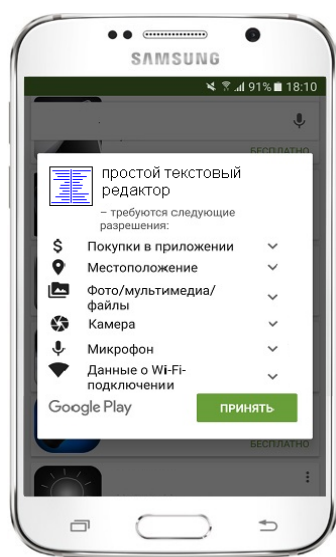 SAMSUNG
91% 18:10
БЕСПЛАТНО
простой текстовый
редактор
– требуются следующие
разрешения:
$ Покупки в приложении
Местоположение
Фото/мультимедиа/
файлы
Камера
Микрофон
Данные о Wi-Fi-
подключении
Google Play ПРИНЯТЬ
БЕСПЛАТНО